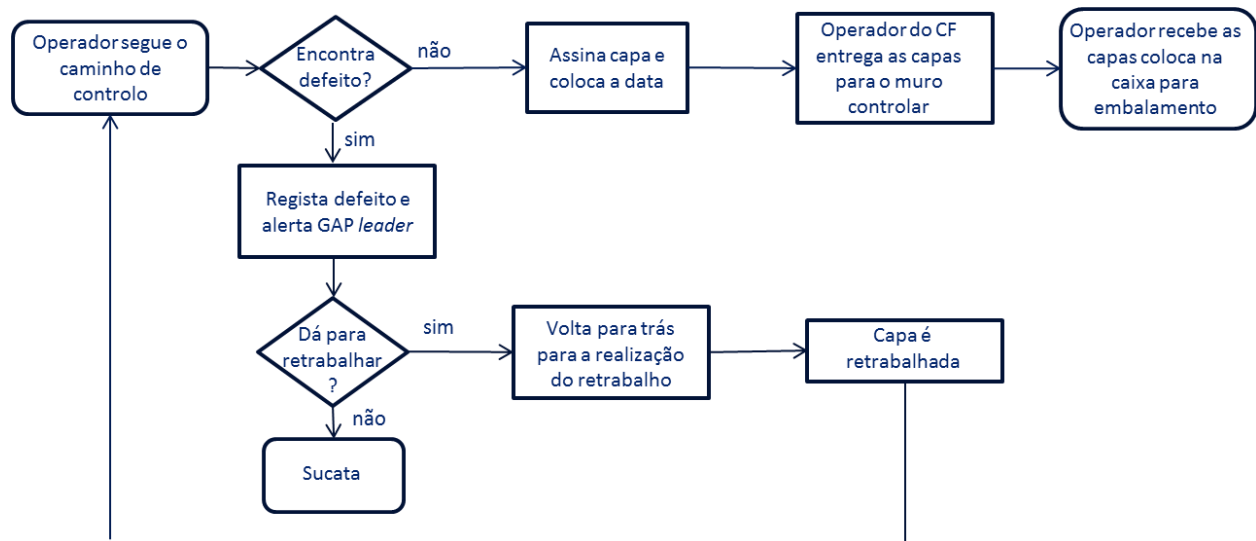 Operador segue o
caminho de
controlo
Encontra
defeito?
não
Assina capa e
coloca a data
Operador do CF
entrega as capas
para o muro
controlar
Operador recebe as
capas coloca na
caixa para
embalamento
sim
Regista defeito e
alerta GAP leader
Dá para
retrabalhar
?
sim
Volta para trás
para a realização
do retrabalho
Capa é
retrabalhada
não
Sucata